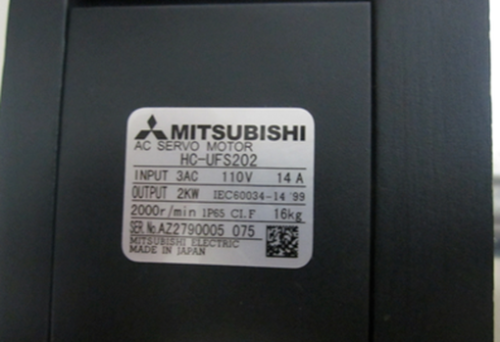 MITSUBISHI
AC SERVO MOTOR
HC-UFS202
INPUT 3AC 110V 14 A
OUTPUT 2KW IEC60034-14 '99
2000r/min IP65 CI.F 16kg
SER.No.AZ2790005 075
MITSUBISHI ELECTRIC
MADE IN JAPAN